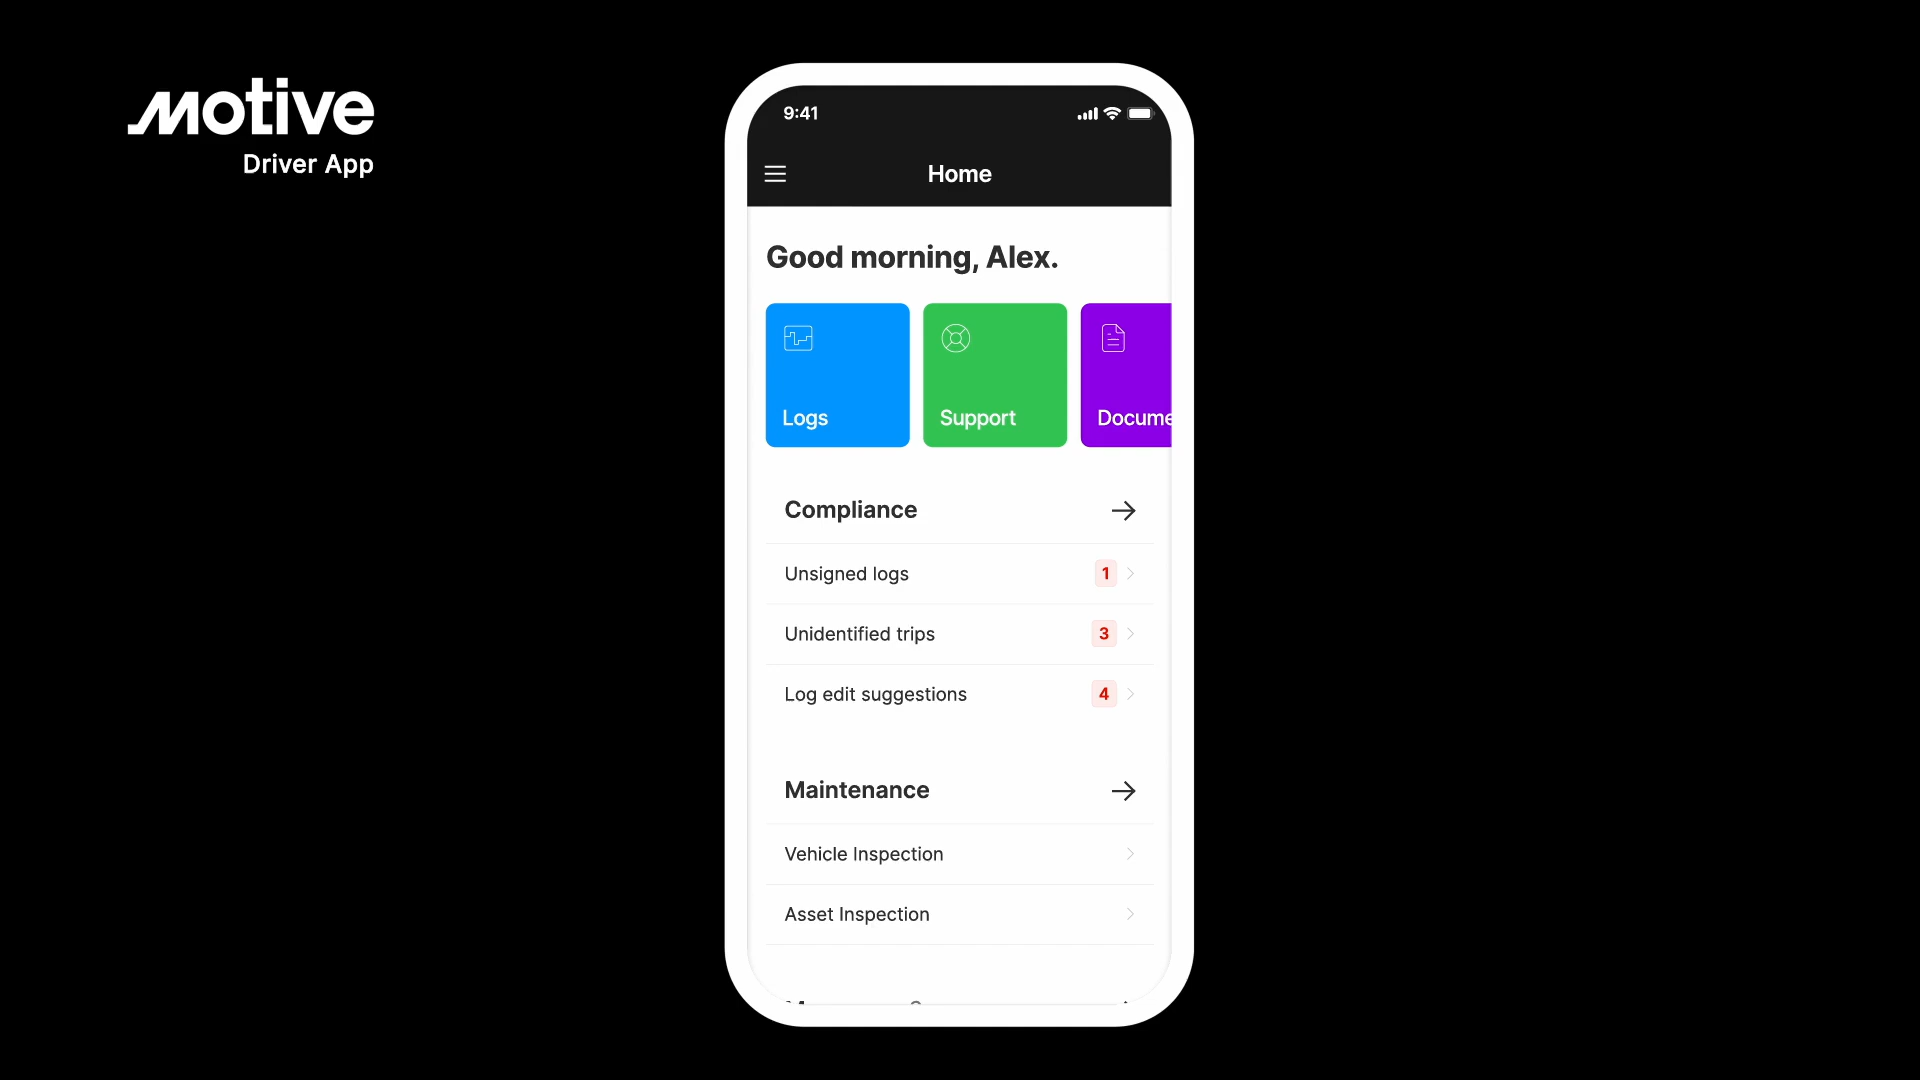 Motive
Driver App
9:41
Home
Good morning, Alex.
Logs
Support
Docume
Compliance
Unsigned logs 1
Unidentified trips 3
Log edit suggestions 4
Maintenance
Vehicle Inspection
Asset Inspection